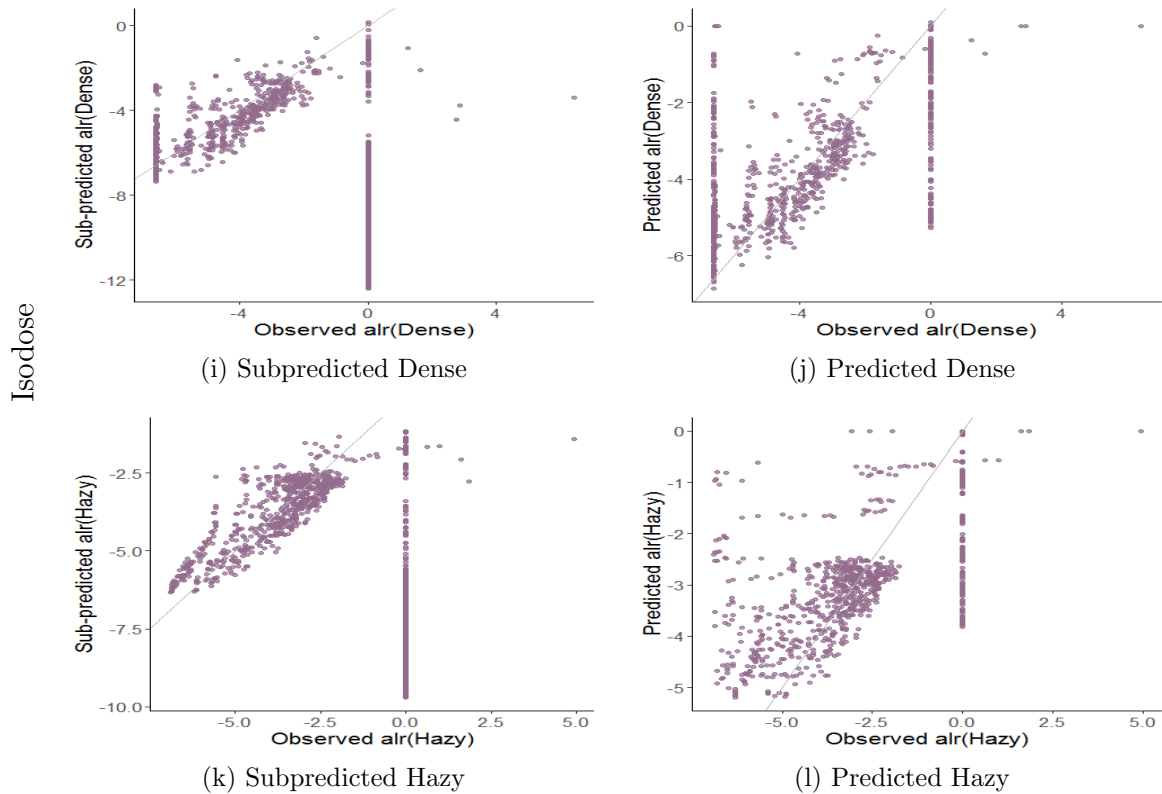 Isodose
0
-4
-8
-12
Sub-predicted alr(Dense)
-4
0
4
Observed alr(Dense)
(i) Subpredicted Dense
0
-2
-4
-6
Predicted alr(Dense)
-4
0
4
Observed alr(Dense)
(j) Predicted Dense
-2.5
-5.0
-7.5
-10.0
Sub-predicted alr(Hazy)
-5.0
-2.5
0.0
2.5
5.0
Observed alr(Hazy)
(k) Subpredicted Hazy
0
-1
-2
-3
-4
-5
Predicted alr(Hazy)
-5.0
-2.5
0.0
2.5
5.0
Observed alr(Hazy)
(l) Predicted Hazy